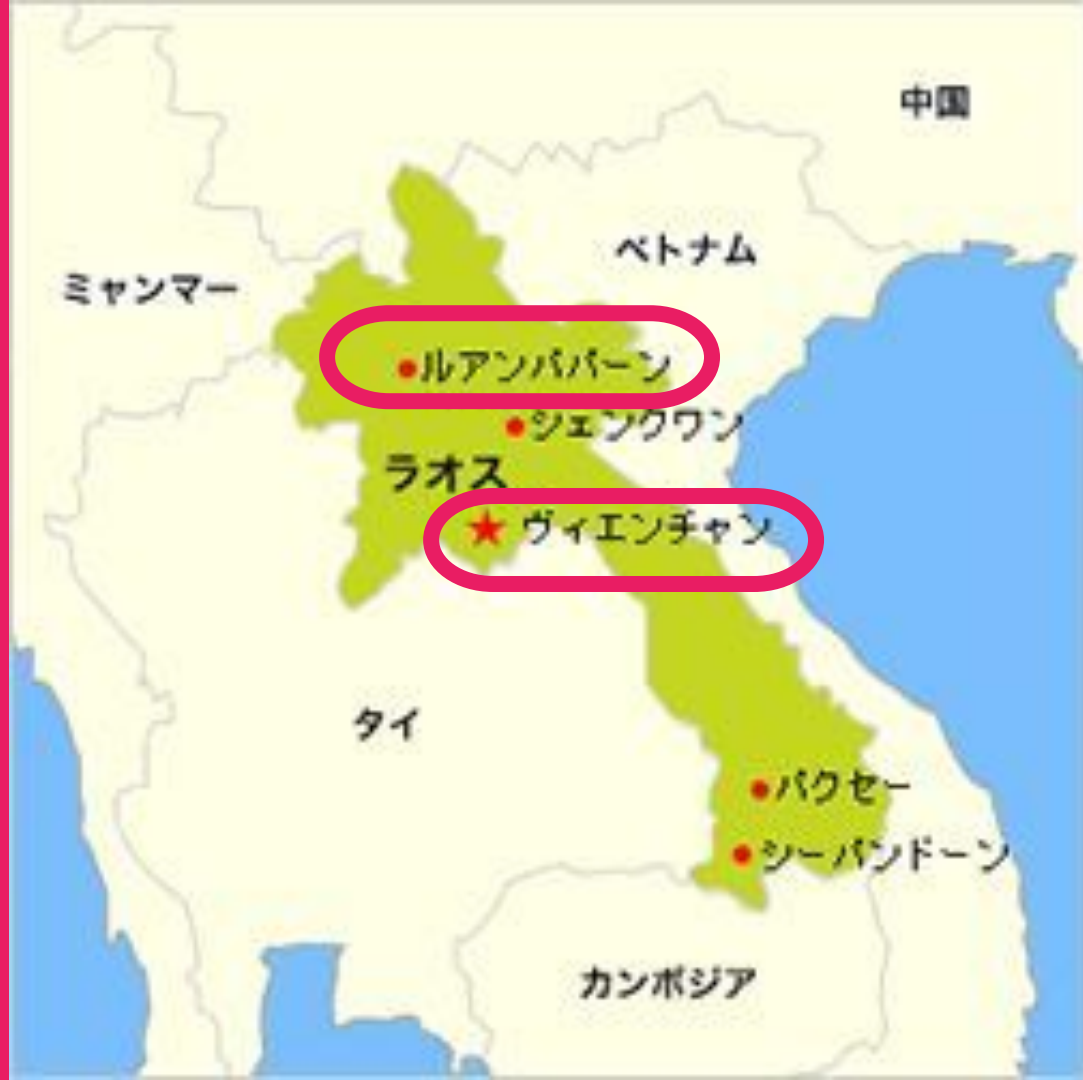 中国
ベトナム
ミャンマー
ルアンパバーン
シェンクワン
ラオス
ヴィエンチャン
タイ
パクセー
シーパンドーン
カンボジア